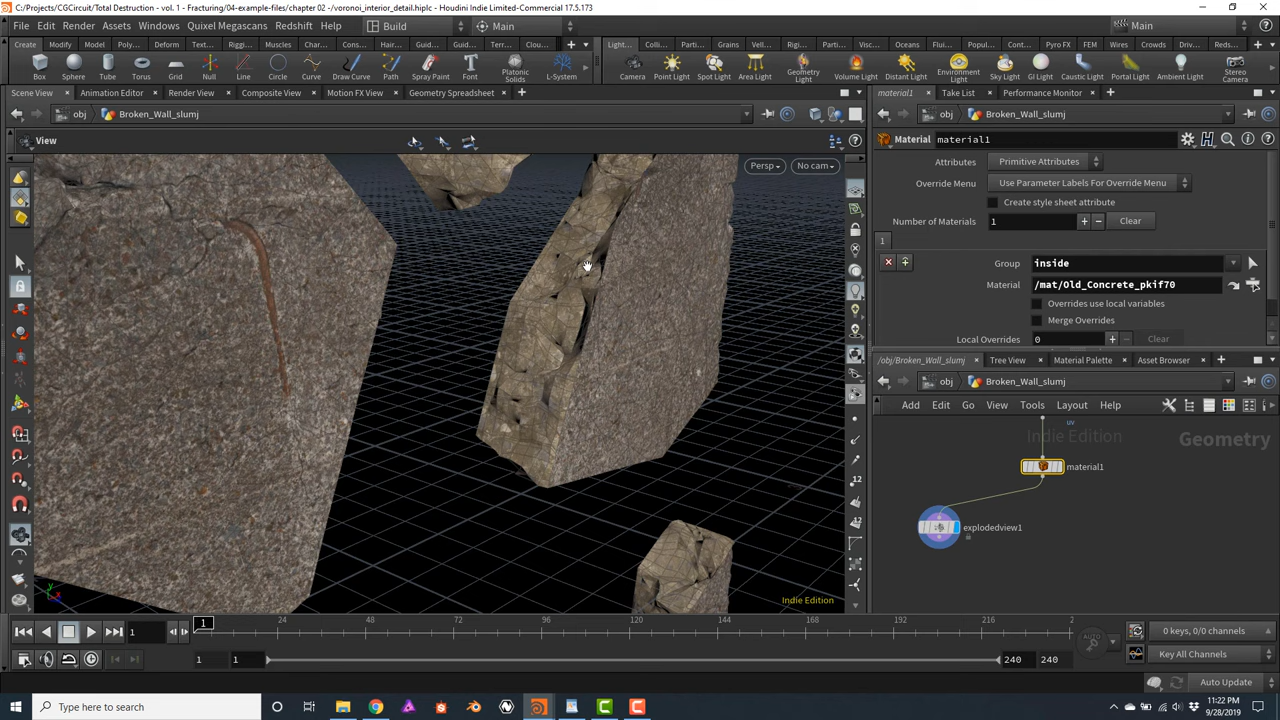 C:/Projects/CGCircuit/Total Destruction - vol. 1 - Fracturing/04-example-files/chapter 02 -/voronoi_interior_detail.hiplc - Houdini Indie Limited-Commercial 17.5.173
File Edit Render Assets Windows Quixel Megascans Redshift Help Build Main Main
Create Modify Model Poly... Deform Text... Riggi... Muscles Char... Cons... Hair... Guid... Guid... Terr... Clou... Light... Colli... Parti... Grains Vell... Rigi... Parti... Visc... Oceans Flui... Popul... Cont... Pyro FX FEM Wires Crowds Driv... Reds...
Box Sphere Tube Torus Grid Null Line Circle Curve Draw Curve Path Spray Paint Font Platonic Solids L-System Camera Point Light Spot Light Area Light Geometry Light Volume Light Distant Light Environment Light Sky Light GI Light Caustic Light Portal Light Ambient Light Stereo Camera
Scene View Animation Editor Render View Composite View Motion FX View Geometry Spreadsheet material1 Take List Performance Monitor
obj Broken_Wall_slumj obj Broken_Wall_slumj
View Material material1
Persp No cam
Attributes Primitive Attributes
Override Menu Use Parameter Labels For Override Menu
Create style sheet attribute
Number of Materials 1 Clear
1
Group inside
Material /mat/Old_Concrete_pkif70
Overrides use local variables
Merge Overrides
Local Overrides 0 Clear
/obj/Broken_Wall_slumj Tree View Material Palette Asset Browser
obj Broken_Wall_slumj
Add Edit Go View Tools Layout Help
uv
Indie Edition Geometry
material1
explodedview1
12
12
Indie Edition
1 1 24 48 72 96 120 144 168 192 216 2
AUTO KEY
0 keys, 0/0 channels
1 1 240 240 Key All Channels
Auto Update
Type here to search
11:22 PM
9/28/2019